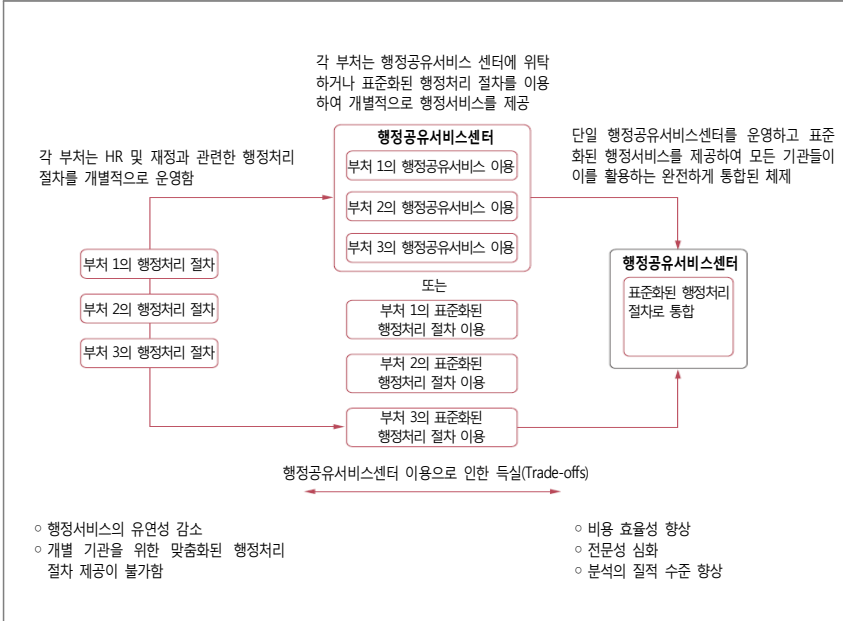 각 부처는 행정공유서비스 센터에 위탁
하거나 표준화된 행정처리 절차를 이용
하여 개별적으로 행정서비스를 제공
각 부처는 HR 및 재정과 관련한 행정처리
절차를 개별적으로 운영함
행정공유서비스센터
부처 1의 행정공유서비스 이용
부처 2의 행정공유서비스 이용
부처 3의 행정공유서비스 이용
단일 행정공유서비스센터를 운영하고 표준
화된 행정서비스를 제공하여 모든 기관들이
이를 활용하는 완전하게 통합된 체제
부처 1의 행정처리 절차
부처 2의 행정처리 절차
부처 3의 행정처리 절차
또는
부처 1의 표준화된
행정처리 절차 이용
부처 2의 표준화된
행정처리 절차 이용
부처 3의 표준화된
행정처리 절차 이용
행정공유서비스센터
표준화된 행정처리
절차로 통합
행정공유서비스센터 이용으로 인한 득실(Trade-offs)
○ 행정서비스의 유연성 감소
○ 개별 기관을 위한 맞춤화된 행정처리
절차 제공이 불가함
○ 비용 효율성 향상
○ 전문성 심화
○ 분석의 질적 수준 향상